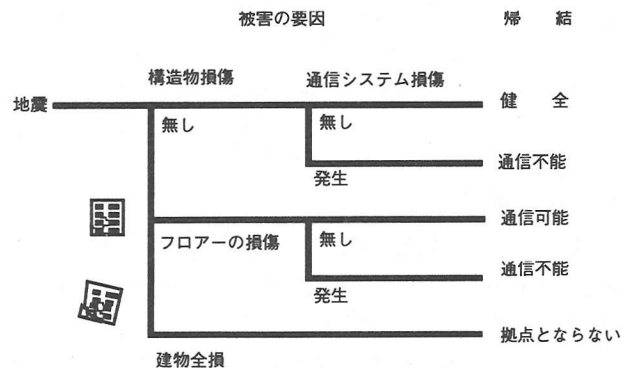 被害の要因 帰結
構造物損傷 通信システム損傷
地震 健全
無し 無し
通信不能
発生
通信可能
フロアーの損傷 無し
通信不能
発生
拠点とならない
建物全損